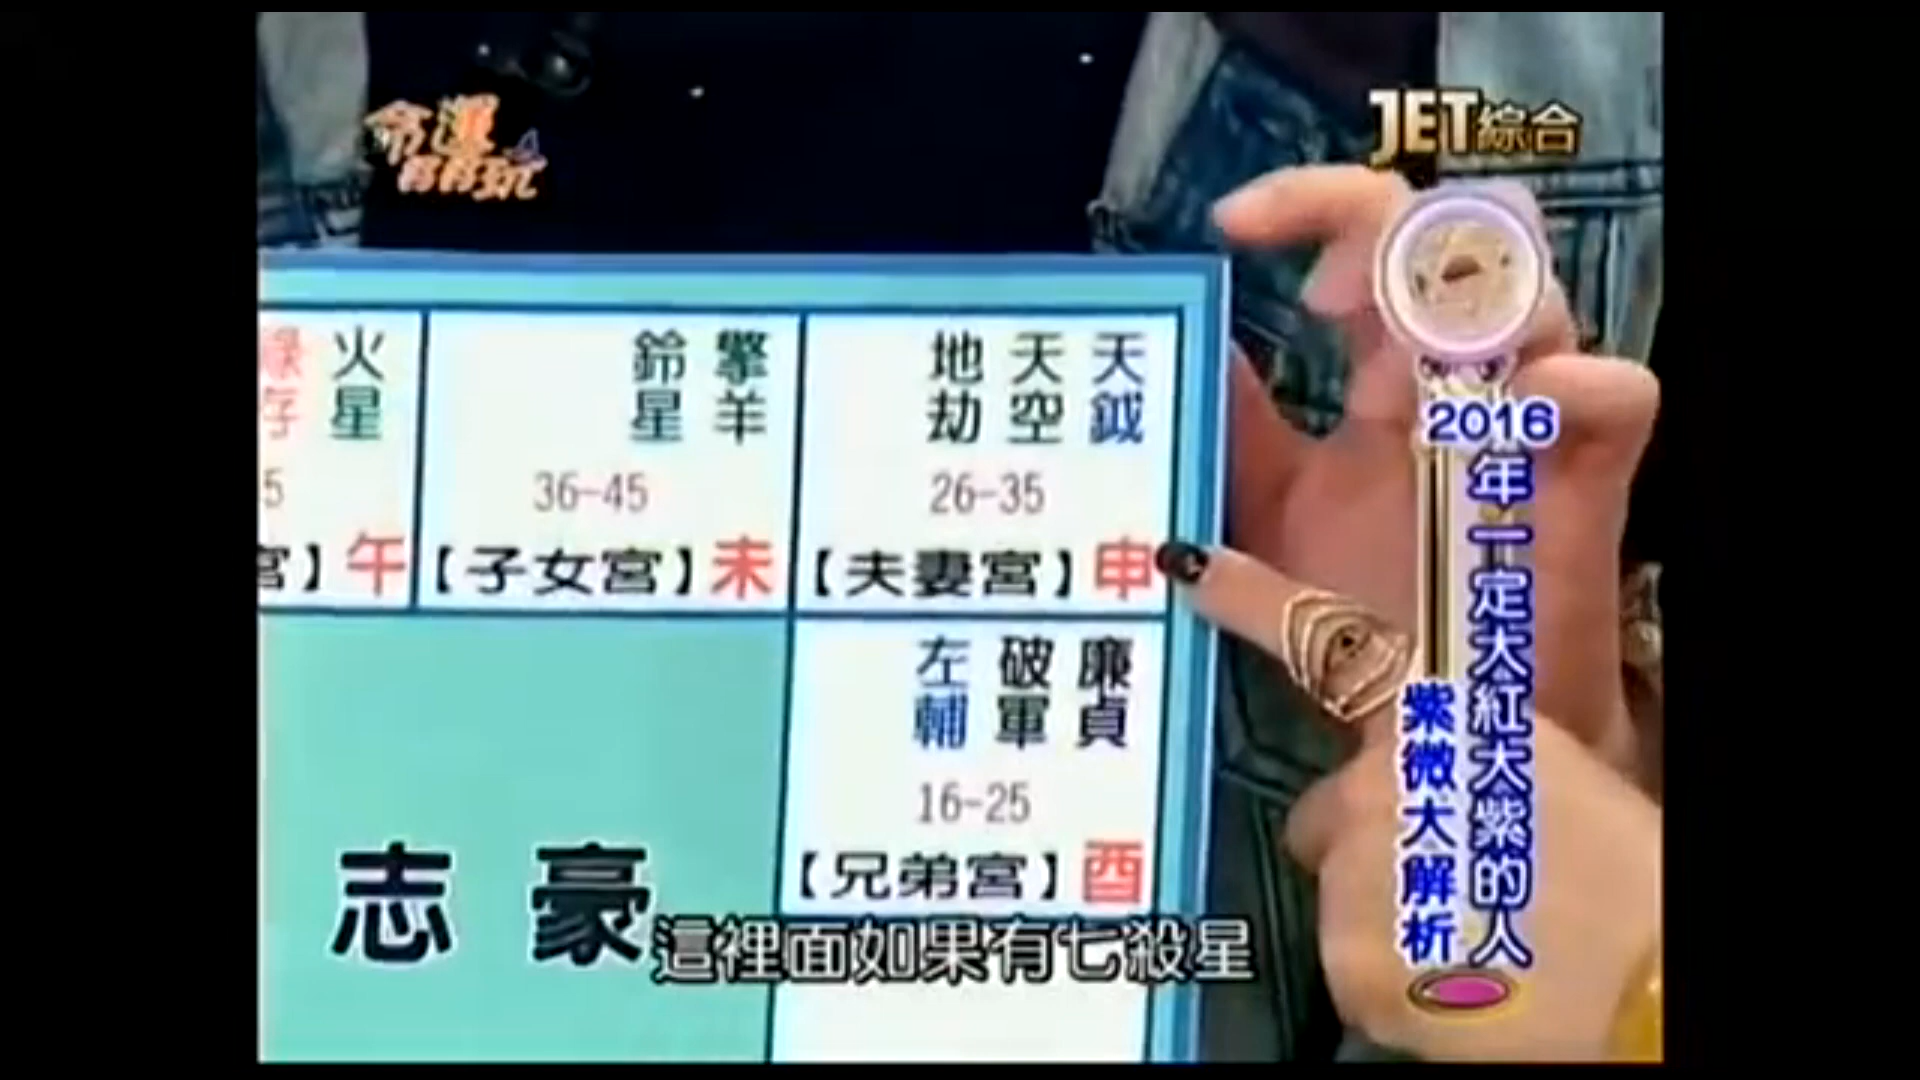 命運好好玩
JET綜合
2016年一定大紅大紫的人
紫微大解析
祿存
火星
5
宮】午
鈴星
擎羊
36-45
【子女宮】未
地劫
天空
天鉞
26-35
【夫妻宮】申
左輔
破軍
廉貞
16-25
【兄弟宮】酉
志豪
這裡面如果有七殺星